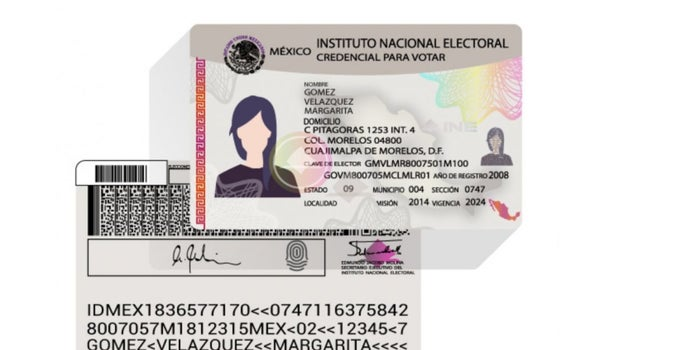 MÉXICO
INSTITUTO NACIONAL ELECTORAL
CREDENCIAL PARA VOTAR
NOMBRE
GOMEZ
VELAZQUEZ
MARGARITA
DOMICILIO
C PITAGORAS 1253 INT. 4
COL. MORELOS 04800
CUAJIMALPA DE MORELOS, D.F.
INE
CLAVE DE ELECTOR GMVLMR8007501M100
GOVM800705MCLMLR01 AÑO DE REGISTRO 2008
ESTADO 09 MUNICIPIO 004 SECCIÓN 0747
LOCALIDAD MISIÓN 2014 VIGENCIA 2024
EDMUNDO JACOBO MOLINA
SECRETARIO EJECUTIVO DEL
INSTITUTO NACIONAL ELECTORAL
IDMEX1836577170<<0747116375842
8007057M1812315MEX<02<<12345<7
GOMEZ<VELAZQUEZ<<MARGARITA<<<<